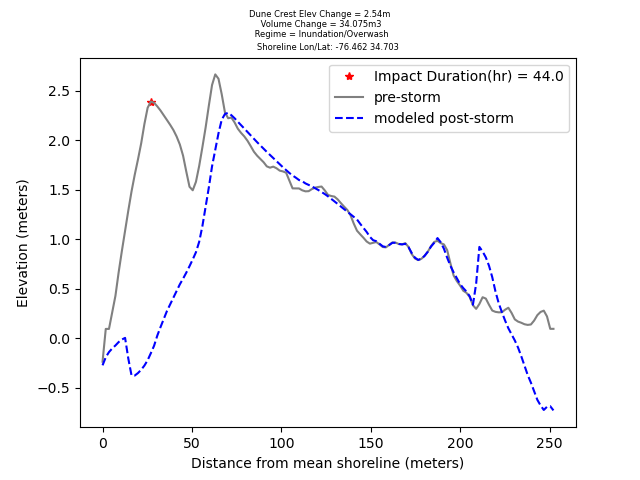 Dune Crest Elev Change = 2.54m
Volume Change = 34.075m3
Regime = Inundation/Overwash
Shoreline Lon/Lat: -76.462 34.703
Impact Duration(hr) = 44.0
pre-storm
modeled post-storm
Elevation (meters)
2.5
2.0
1.5
1.0
0.5
0.0
−0.5
0 50 100 150 200 250
Distance from mean shoreline (meters)